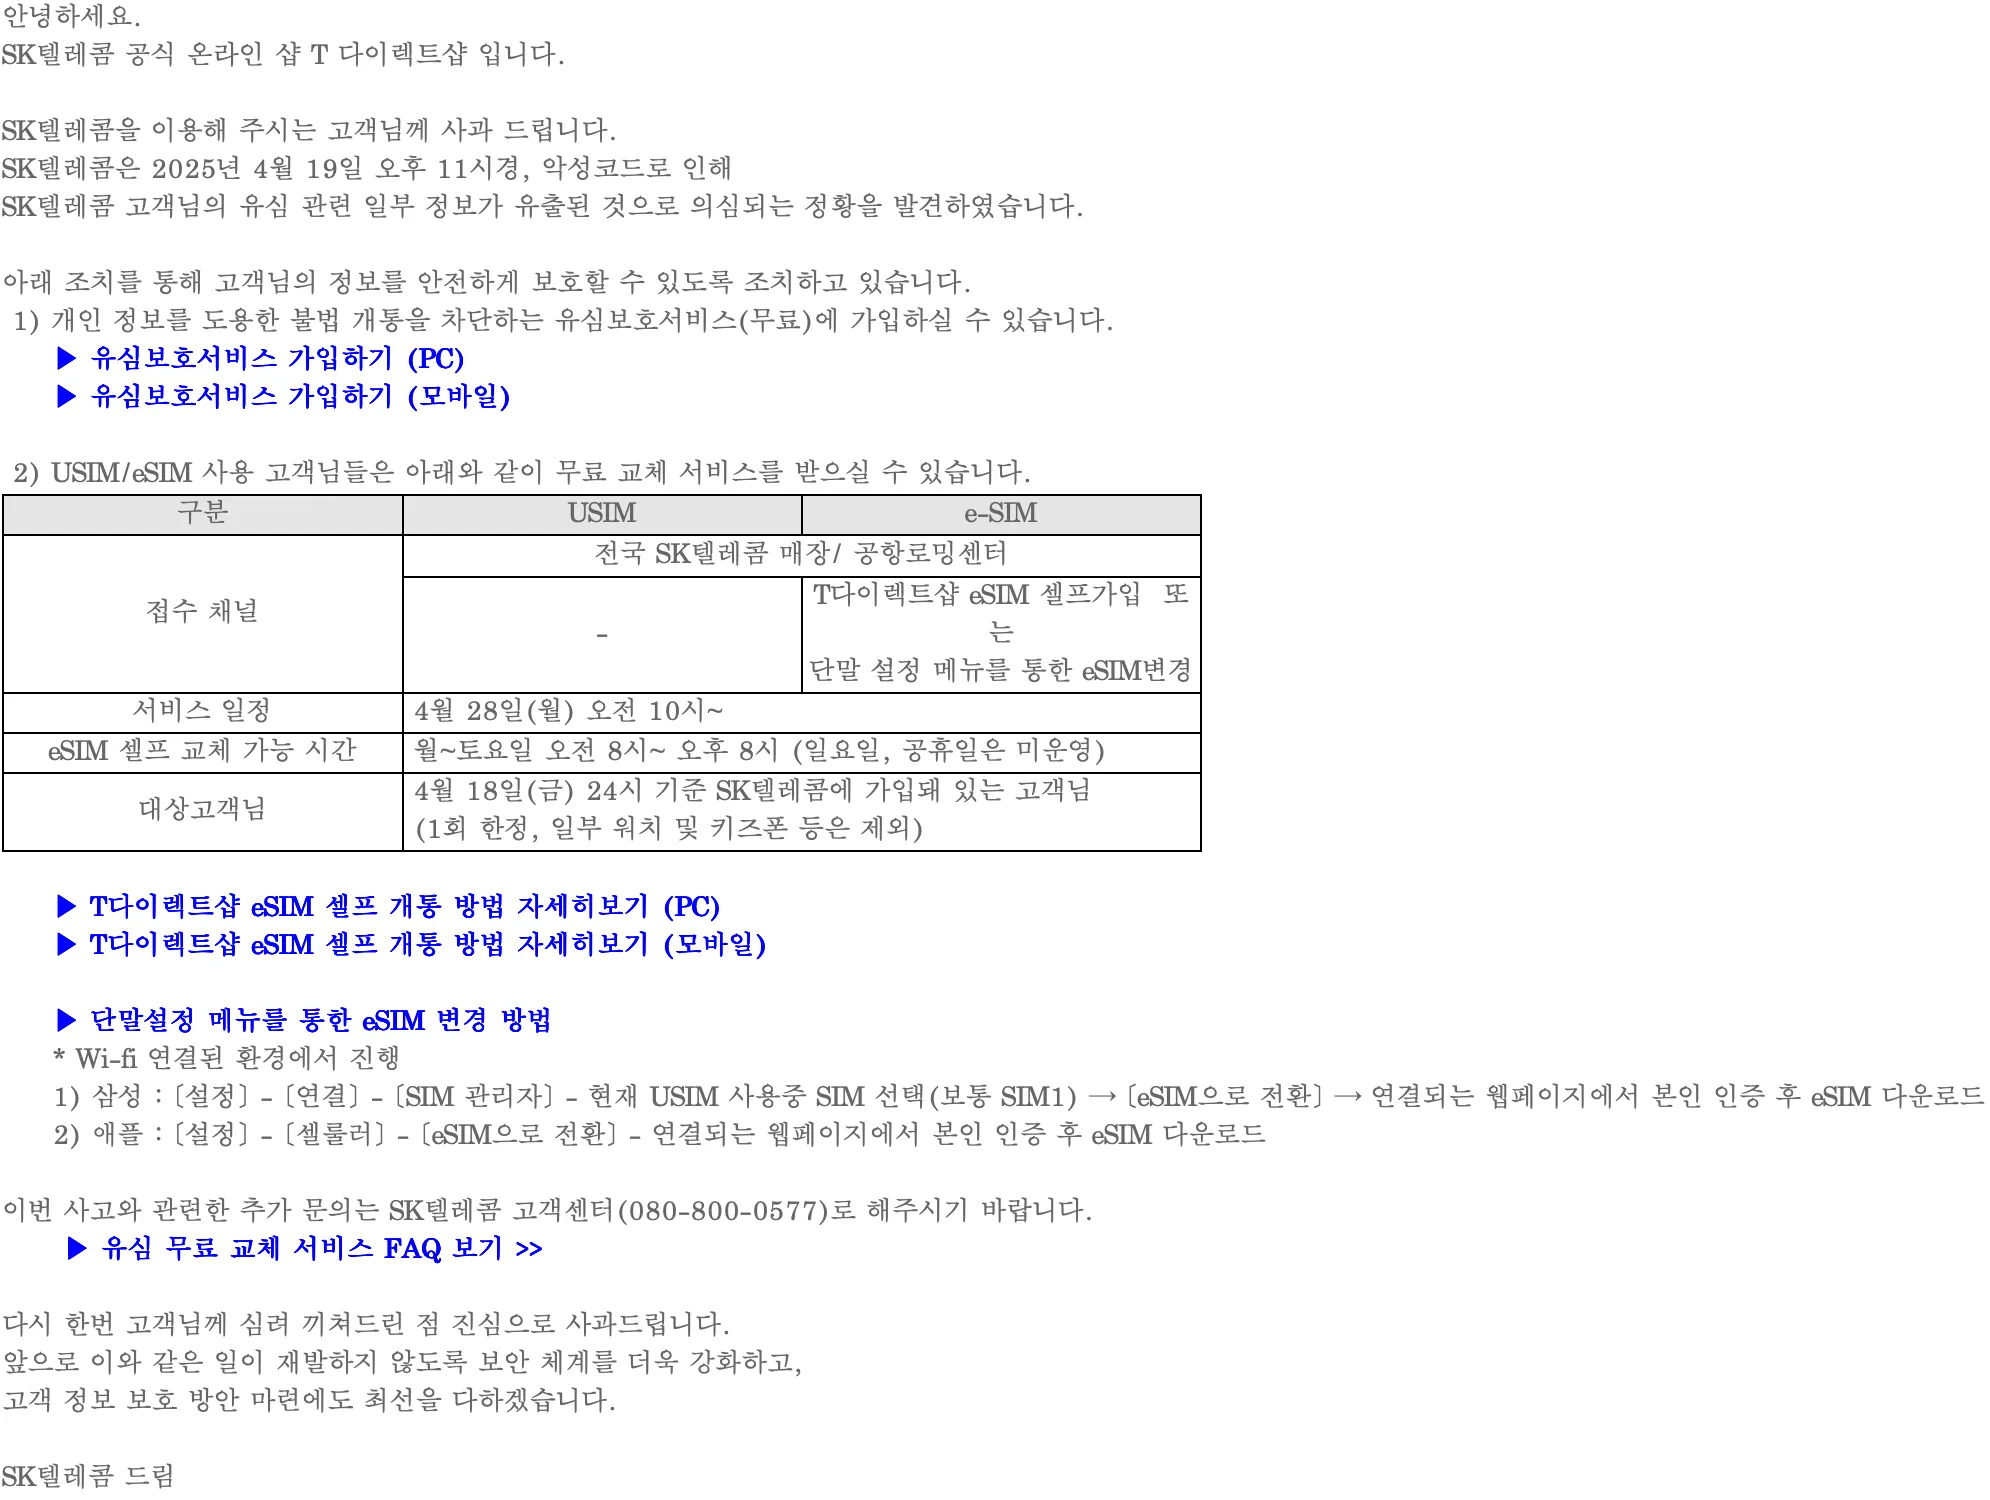 안녕하세요.
SK텔레콤 공식 온라인 샵 T 다이렉트샵 입니다.
SK텔레콤을 이용해 주시는 고객님께 사과 드립니다.
SK텔레콤은 2025년 4월 19일 오후 11시경, 악성코드로 인해
SK텔레콤 고객님의 유심 관련 일부 정보가 유출된 것으로 의심되는 정황을 발견하였습니다.
아래 조치를 통해 고객님의 정보를 안전하게 보호할 수 있도록 조치하고 있습니다.
1) 개인 정보를 도용한 불법 개통을 차단하는 유심보호서비스(무료)에 가입하실 수 있습니다.
▶ 유심보호서비스 가입하기 (PC)
▶ 유심보호서비스 가입하기 (모바일)
2) USIM/eSIM 사용 고객님들은 아래와 같이 무료 교체 서비스를 받으실 수 있습니다.
구분 USIM e-SIM
접수 채널
전국 SK텔레콤 매장/ 공항로밍센터
-
T다이렉트샵 eSIM 셀프가입 또
는
단말 설정 메뉴를 통한 eSIM변경
서비스 일정 4월 28일(월) 오전 10시~
eSIM 셀프 교체 가능 시간 월~토요일 오전 8시~ 오후 8시 (일요일, 공휴일은 미운영)
대상고객님
4월 18일(금) 24시 기준 SK텔레콤에 가입돼 있는 고객님
(1회 한정, 일부 워치 및 키즈폰 등은 제외)
▶ T다이렉트샵 eSIM 셀프 개통 방법 자세히보기 (PC)
▶ T다이렉트샵 eSIM 셀프 개통 방법 자세히보기 (모바일)
▶ 단말설정 메뉴를 통한 eSIM 변경 방법
* Wi-fi 연결된 환경에서 진행
1) 삼성 : [설정] - [연결] - [SIM 관리자] - 현재 USIM 사용중 SIM 선택(보통 SIM1) → [eSIM으로 전환] → 연결되는 웹페이지에서 본인 인증 후 eSIM 다운로드
2) 애플 : [설정] - [셀룰러] - [eSIM으로 전환] - 연결되는 웹페이지에서 본인 인증 후 eSIM 다운로드
이번 사고와 관련한 추가 문의는 SK텔레콤 고객센터(080-800-0577)로 해주시기 바랍니다.
▶ 유심 무료 교체 서비스 FAQ 보기 >>
다시 한번 고객님께 심려 끼쳐드린 점 진심으로 사과드립니다.
앞으로 이와 같은 일이 재발하지 않도록 보안 체계를 더욱 강화하고,
고객 정보 보호 방안 마련에도 최선을 다하겠습니다.
SK텔레콤 드림